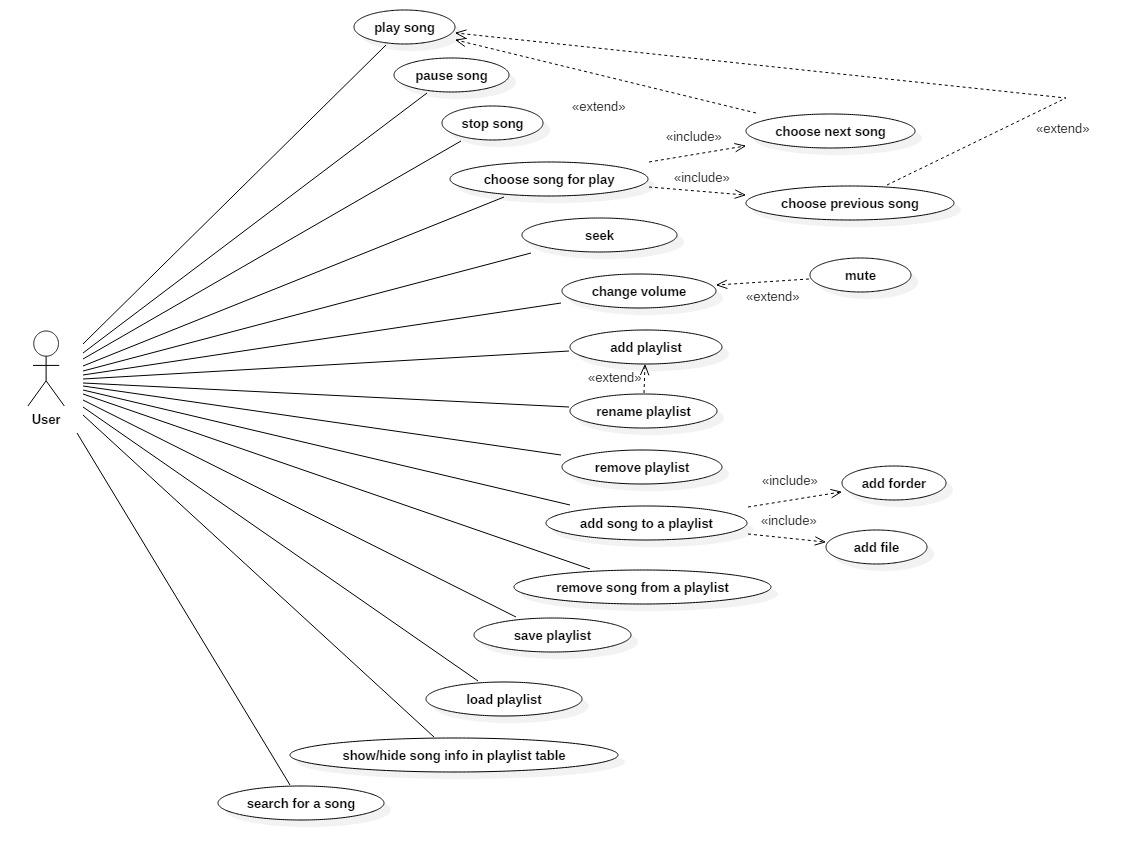 play song
pause song
«extend»
stop song
choose next song
«extend»
«include»
choose song for play
«include»
choose previous song
seek
mute
change volume
«extend»
add playlist
«extend»
rename playlist
User
remove playlist
«include»
add forder
add song to a playlist
«include»
add file
remove song from a playlist
save playlist
load playlist
show/hide song info in playlist table
search for a song